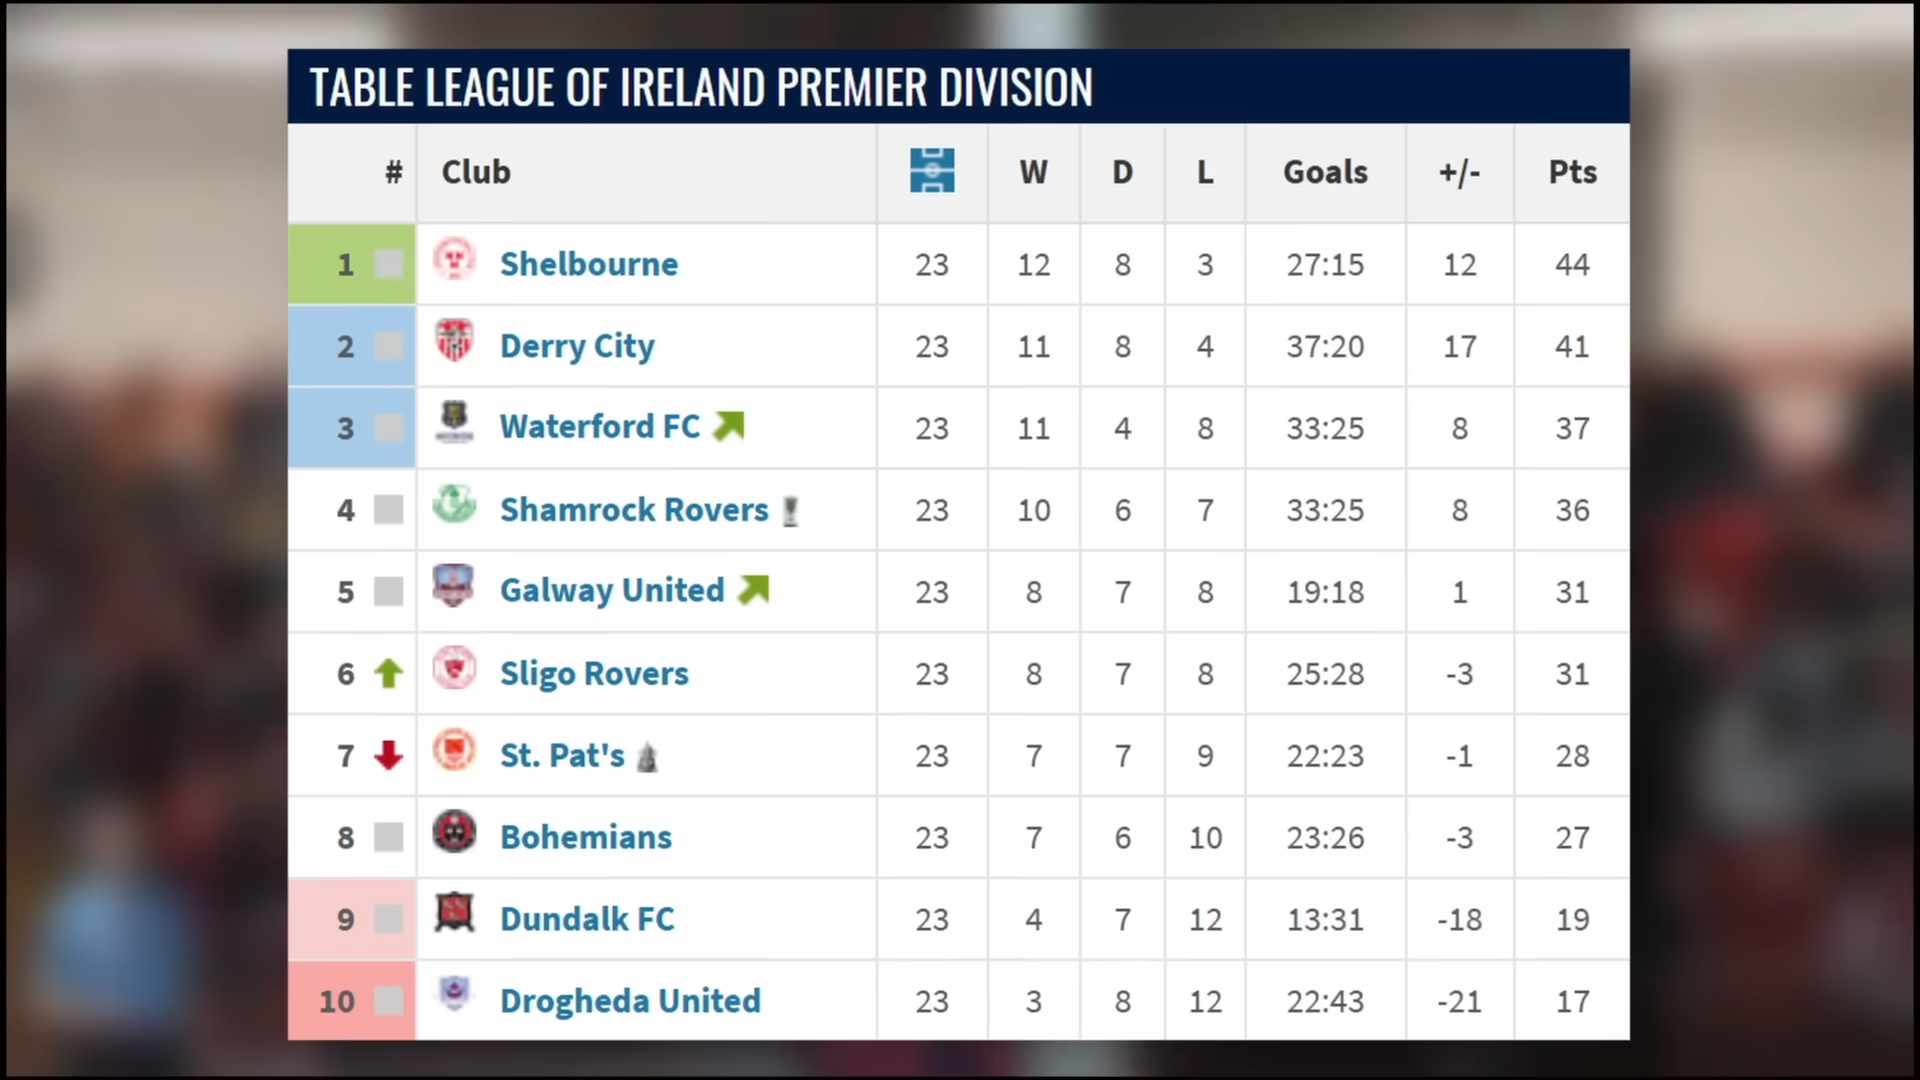 TABLE LEAGUE OF IRELAND PREMIER DIVISION
# Club W D L Goals +/- Pts
1 Shelbourne 23 12 8 3 27:15 12 44
2 Derry City 23 11 8 4 37:20 17 41
3 Waterford FC 23 11 4 8 33:25 8 37
4 Shamrock Rovers 23 10 6 7 33:25 8 36
5 Galway United 23 8 7 8 19:18 1 31
6 Sligo Rovers 23 8 7 8 25:28 -3 31
7 St. Pat's 23 7 7 9 22:23 -1 28
8 Bohemians 23 7 6 10 23:26 -3 27
9 Dundalk FC 23 4 7 12 13:31 -18 19
10 Drogheda United 23 3 8 12 22:43 -21 17